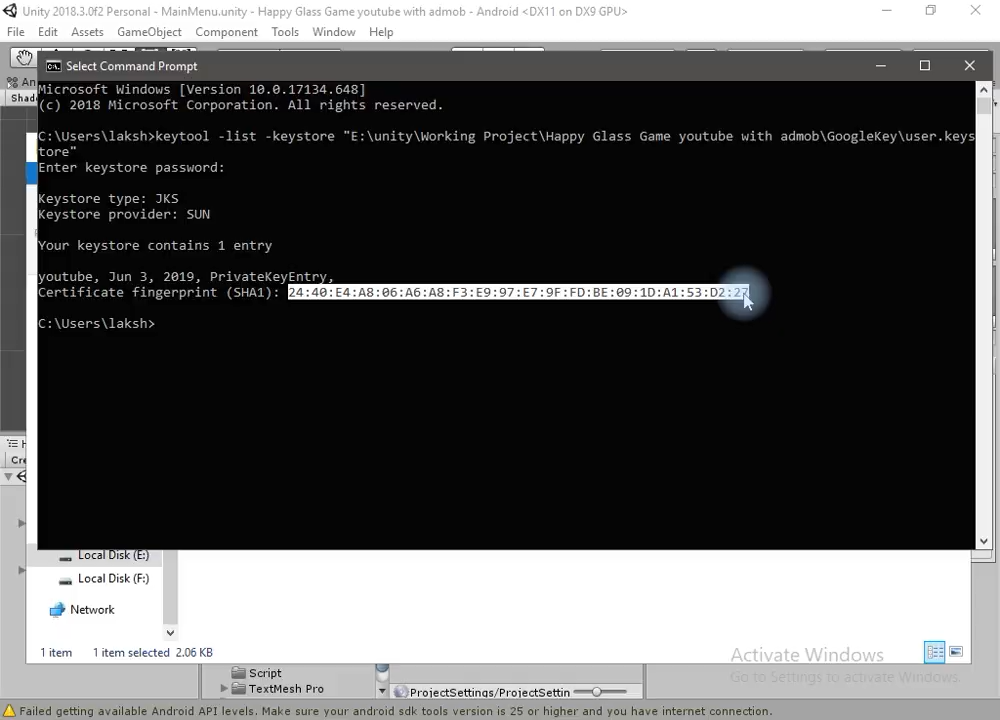 Unity 2018.3.0f2 Personal - MainMenu.unity - Happy Glass Game youtube with admob - Android <DX11 on DX9 GPU>
File Edit Assets GameObject Component Tools Window Help
Select Command Prompt
Microsoft Windows [Version 10.0.17134.648]
(c) 2018 Microsoft Corporation. All rights reserved.
C:\Users\laksh>keytool -list -keystore "E:\unity\Working Project\Happy Glass Game youtube with admob\GoogleKey\user.keys
tore"
Enter keystore password:
Keystore type: JKS
Keystore provider: SUN
Your keystore contains 1 entry
youtube, Jun 3, 2019, PrivateKeyEntry,
Certificate fingerprint (SHA1): 24:40:E4:A8:06:A6:A8:F3:E9:97:E7:9F:FD:BE:09:1D:A1:53:D2:27
C:\Users\laksh>
Local Disk (E:)
Local Disk (F:)
Network
1 item 1 item selected 2.06 KB
Activate Windows
Go to Settings to activate Windows.
Script
TextMesh Pro
ProjectSettings/ProjectSettin
Failed getting available Android API levels. Make sure your android sdk tools version is 25 or higher and you have internet connection.